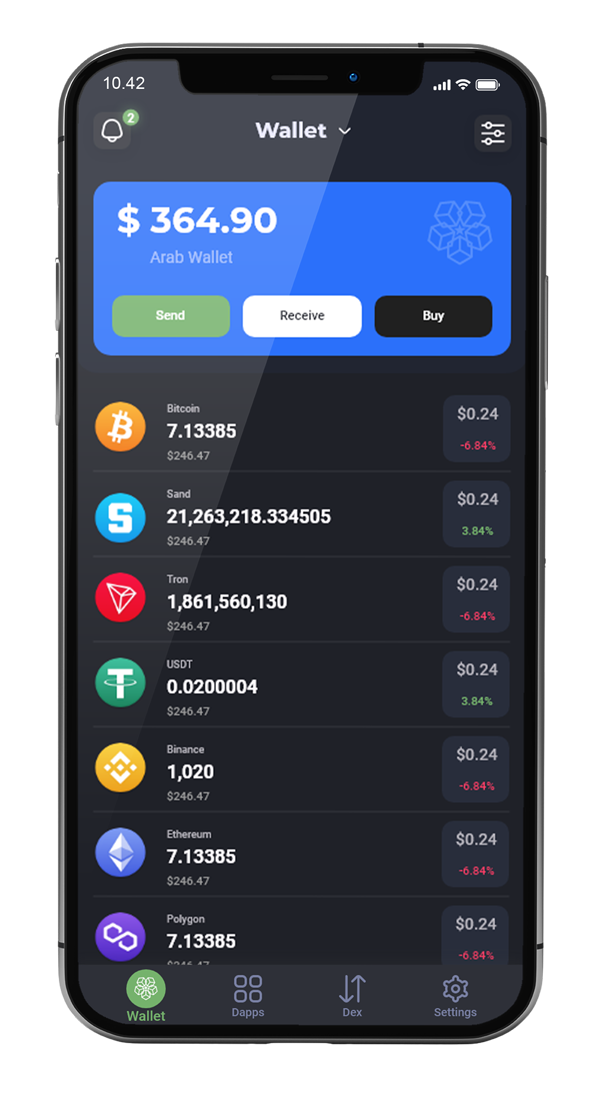 10.42
2
Wallet
$ 364.90
Arab Wallet
Send
Receive
Buy
Bitcoin
7.13385
$246.47
$0.24
-6.84%
Sand
21,263,218.334505
$246.47
$0.24
3.84%
Tron
1,861,560,130
$246.47
$0.24
-6.84%
USDT
0.0200004
$246.47
$0.24
3.84%
Binance
1,020
$246.47
$0.24
-6.84%
Ethereum
7.13385
$246.47
$0.24
-6.84%
Polygon
7.13385
$0.24
-6.84%
Wallet
Dapps
Dex
Settings